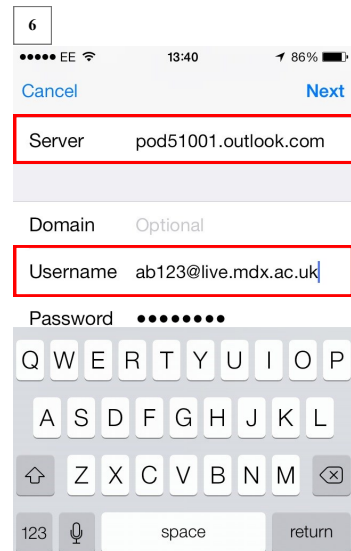 6
●●●●● EE 13:40 86%
Cancel Next
Server pod51001.outlook.com
Domain Optional
Username ab123@live.mdx.ac.uk
Password ●●●●●●●●
Q W E R T Y U I O P
A S D F G H J K L
Z X C V B N M
123 space return